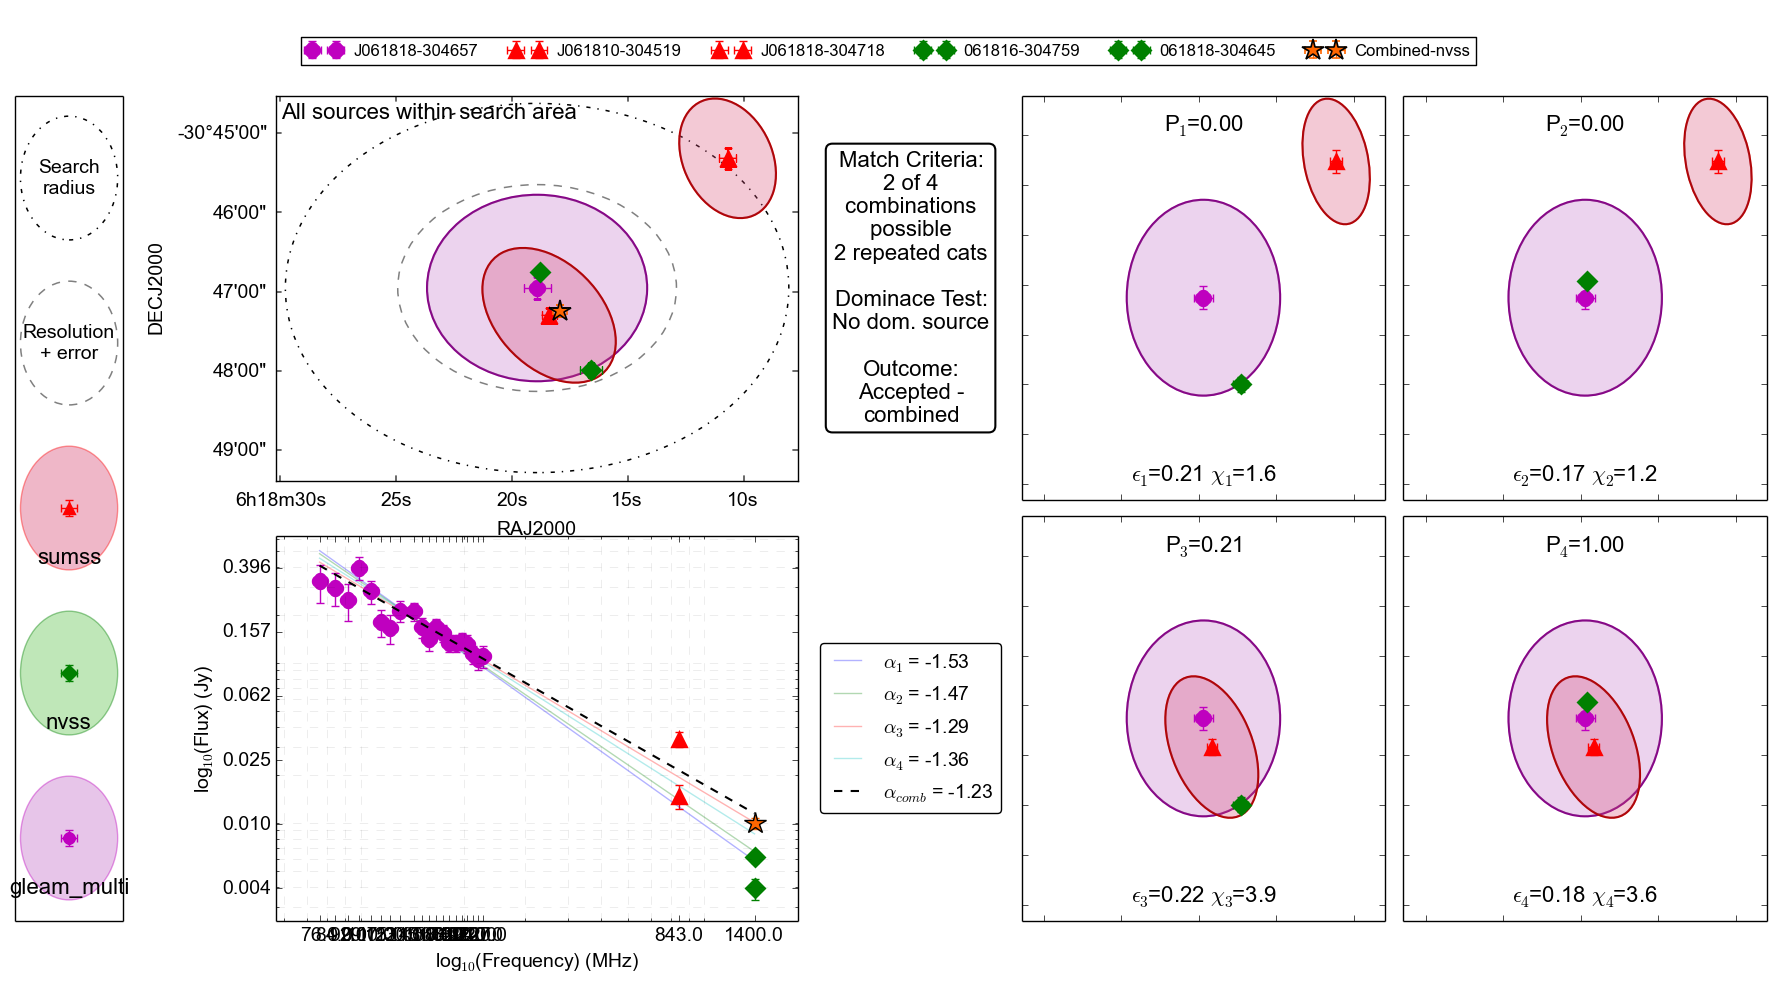 J061818-304657 J061810-304519 J061818-304718 061816-304759 061818-304645 Combined-nvss
Search
radius
Resolution
+ error
sumss
nvss
gleam_multi
All sources within search area
DECJ2000
-30°45'00"
46'00"
47'00"
48'00"
49'00"
6h18m30s 25s 20s 15s 10s
RAJ2000
Match Criteria:
2 of 4
combinations
possible
2 repeated cats
Dominace Test:
No dom. source
Outcome:
Accepted -
combined
P1=0.00
ϵ1=0.21 χ1=1.6
P2=0.00
ϵ2=0.17 χ2=1.2
log10(Flux) (Jy)
0.396
0.157
0.062
0.025
0.010
0.004
843.0 1400.0
log10(Frequency) (MHz)
α1 = -1.53
α2 = -1.47
α3 = -1.29
α4 = -1.36
αcomb = -1.23
P3=0.21
ϵ3=0.22 χ3=3.9
P4=1.00
ϵ4=0.18 χ4=3.6